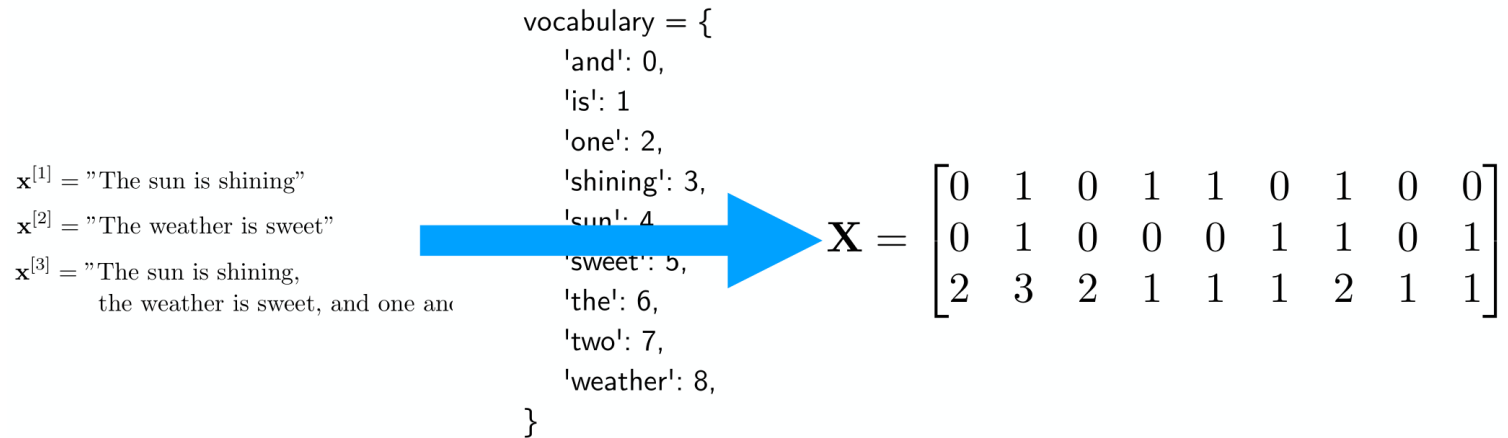 vocabulary = {
'and': 0,
'is': 1
'one': 2,
'shining': 3,
'sun': 4
'sweet': 5,
'the': 6,
'two': 7,
'weather': 8,
}
x[1] = "The sun is shining"
x[2] = "The weather is sweet"
x[3] = "The sun is shining,
the weather is sweet, and one
X =
0 1 0 1 1 0 1 0 0
0 1 0 0 0 1 1 0 1
2 3 2 1 1 1 2 1 1